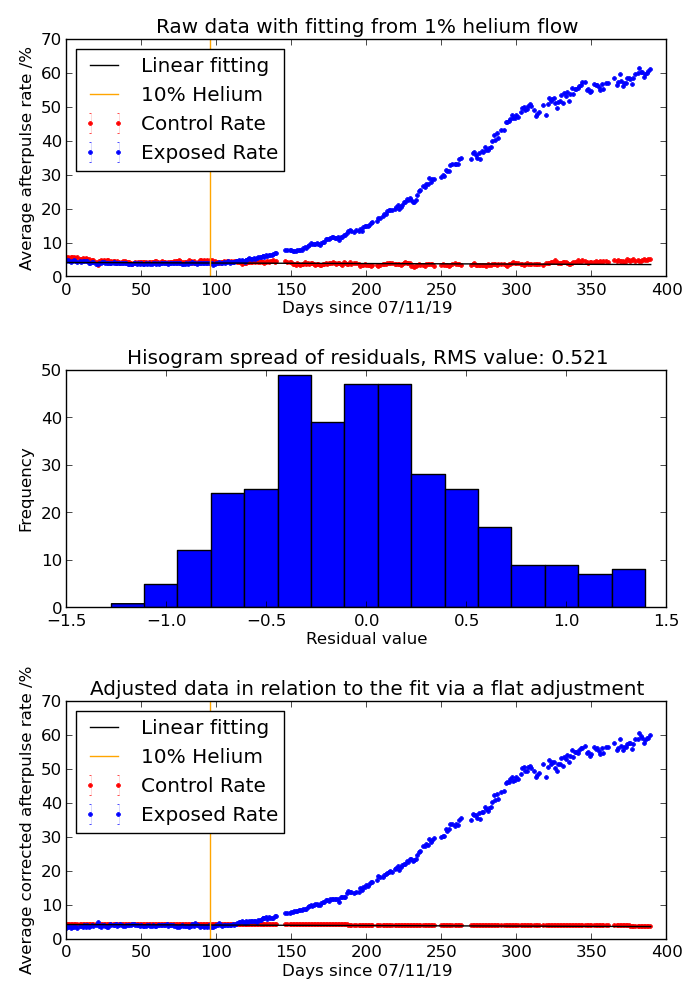 Raw data with fitting from 1% helium flow
Average afterpulse rate /%
70
60
50
40
30
20
10
0
Linear fitting
10% Helium
Control Rate
Exposed Rate
0 50 100 150 200 250 300 350 400
Days since 07/11/19
Hisogram spread of residuals, RMS value: 0.521
Frequency
50
40
30
20
10
0
−1.5 −1.0 −0.5 0.0 0.5 1.0 1.5
Residual value
Adjusted data in relation to the fit via a flat adjustment
Average corrected afterpulse rate /%
70
60
50
40
30
20
10
0
Linear fitting
10% Helium
Control Rate
Exposed Rate
0 50 100 150 200 250 300 350 400
Days since 07/11/19